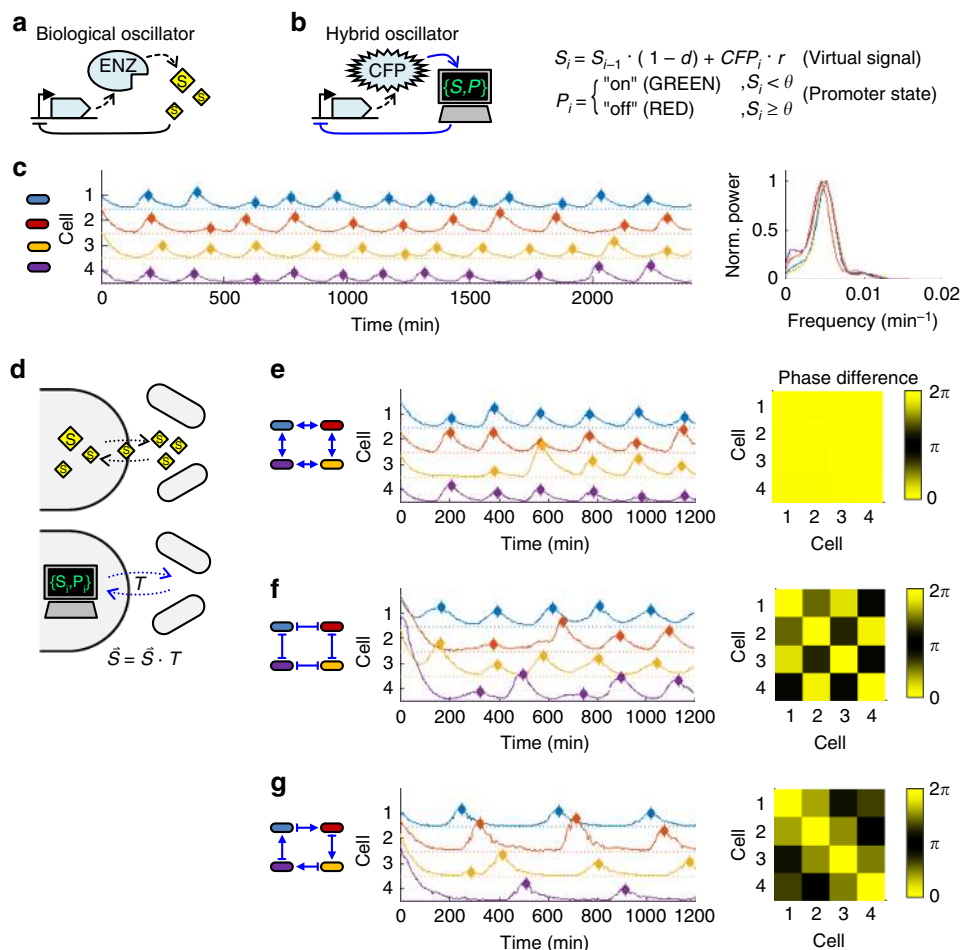 a
Biological oscillator
ENZ
S
S
S
b
Hybrid oscillator
CFP
{S,P}
S_i = S_{i–1} · ( 1 – d) + CFP_i · r (Virtual signal)
P_i = { "on" (GREEN) , S_i < θ
"off" (RED) , S_i ≥ θ
(Promoter state)
c
Cell
1
2
3
4
0 500 1000 1500 2000
Time (min)
Norm. power
1
0.5
0
0 0.01 0.02
Frequency (min⁻¹)
d
S
S
S
S
S
S
S
S
{S_i,P_i}
T
S⃗ = S⃗ · T
e
Cell
1
2
3
4
0 200 400 600 800 1000 1200
Time (min)
Phase difference
Cell
1
2
3
4
1 2 3 4
Cell
2π
π
0
f
Cell
1
2
3
4
0 200 400 600 800 1000 1200
Time (min)
Cell
1
2
3
4
1 2 3 4
Cell
2π
π
0
g
Cell
1
2
3
4
0 200 400 600 800 1000 1200
Time (min)
Cell
1
2
3
4
1 2 3 4
Cell
2π
π
0